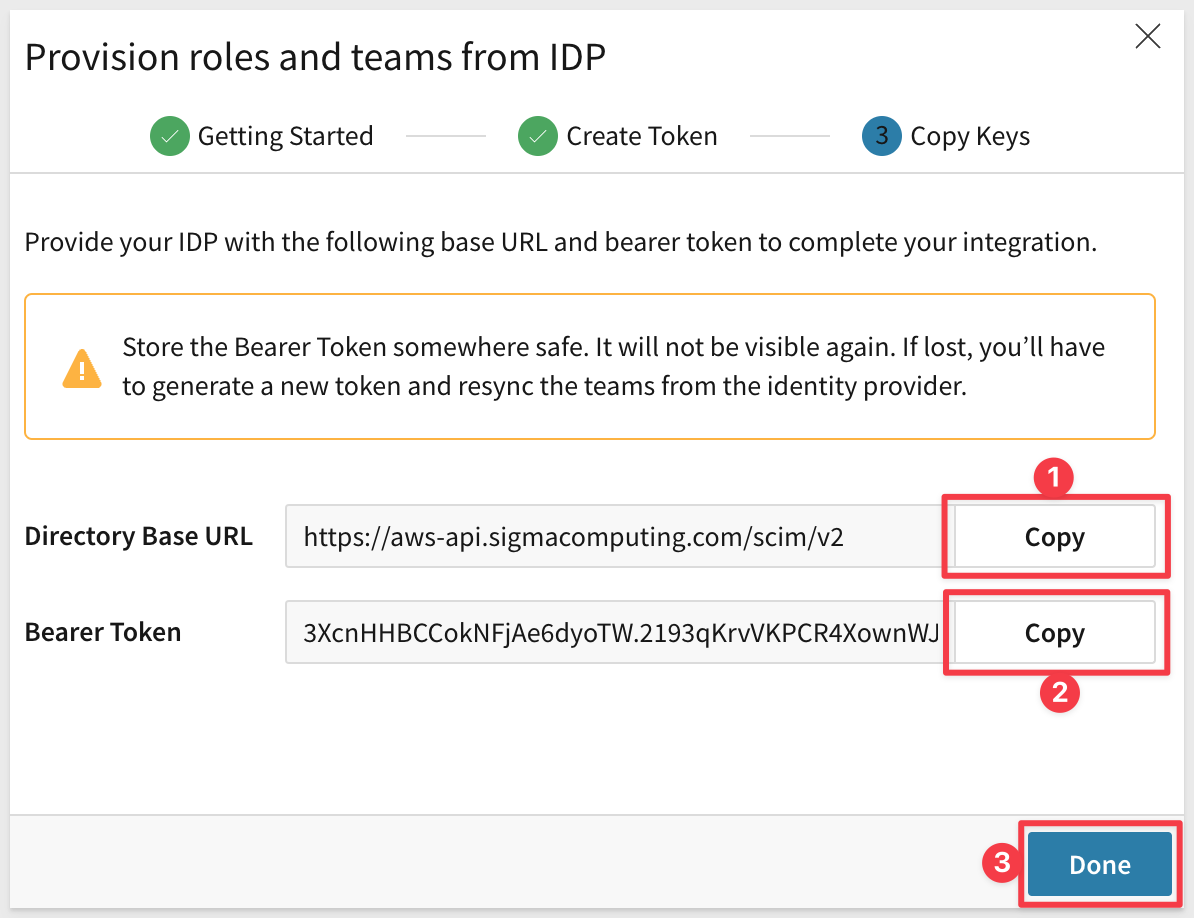 Provision roles and teams from IDP
Getting Started
Create Token
3 Copy Keys
Provide your IDP with the following base URL and bearer token to complete your integration.
Store the Bearer Token somewhere safe. It will not be visible again. If lost, you’ll have
to generate a new token and resync the teams from the identity provider.
1
Directory Base URL https://aws-api.sigmacomputing.com/scim/v2 Copy
Bearer Token 3XcnHHBCCokNFjAe6dyoTW.2193qKrvVKPCR4XownWJ Copy
2
3 Done